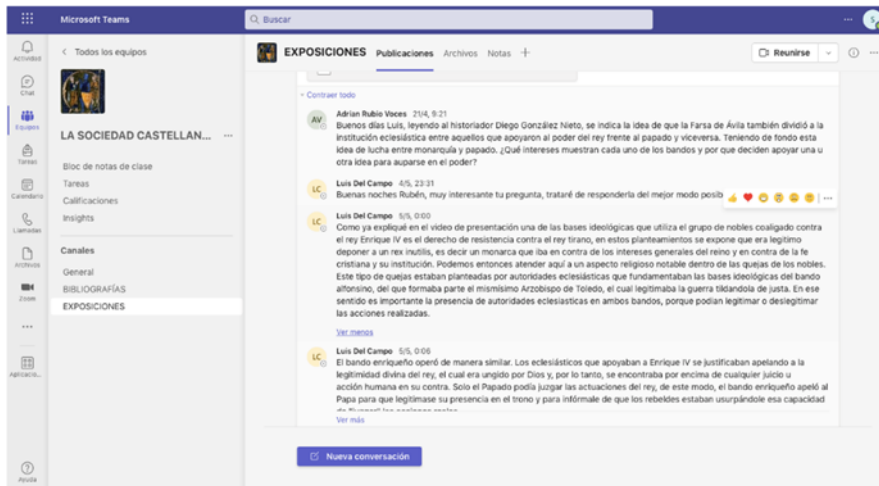 Microsoft Teams
Buscar
Actividad
Chat
Equipos
Tareas
Calendario
Llamadas
Archivos
Zoom
Aplicacio...
Ayuda
Todos los equipos
LA SOCIEDAD CASTELLAN...
Bloc de notas de clase
Tareas
Calificaciones
Insights
Canales
General
BIBLIOGRAFÍAS
EXPOSICIONES
EXPOSICIONES Publicaciones Archivos Notas
Reunirse
Contraer todo
AV
Adrian Rubio Voces 21/4, 9:21
Buenos días Luis, leyendo al historiador Diego González Nieto, se indica la idea de que la Farsa de Ávila también dividió a la
institución eclesiástica entre aquellos que apoyaron al poder del rey frente al papado y viceversa. Teniendo de fondo esta
idea de lucha entre monarquía y papado. ¿Qué intereses muestran cada uno de los bandos y por que deciden apoyar una u
otra idea para auparse en el poder?
LC
Luis Del Campo 4/5, 23:31
Buenas noches Rubén, muy interesante tu pregunta, trataré de responderla del mejor modo posib
LC
Luis Del Campo 5/5, 0:00
Como ya expliqué en el video de presentación una de las bases ideológicas que utiliza el grupo de nobles coaligado contra
el rey Enrique IV es el derecho de resistencia contra el rey tirano, en estos planteamientos se expone que era legitimo
deponer a un rex inutilis, es decir un monarca que iba en contra de los intereses generales del reino y en contra de la fe
cristiana y su institución. Podemos entonces atender aquí a un aspecto religioso notable dentro de las quejas de los nobles.
Este tipo de quejas estaban planteadas por autoridades eclesiásticas que fundamentaban las bases ideológicas del bando
alfonsino, del que formaba parte el mismísimo Arzobispo de Toledo, el cual legitimaba la guerra tildandola de justa. En ese
sentido es importante la presencia de autoridades eclesiasticas en ambos bandos, porque podian legitimar o deslegitimar
las acciones realizadas.
Ver menos
LC
Luis Del Campo 5/5, 0:06
El bando enriqueño operó de manera similar. Los eclesiásticos que apoyaban a Enrique IV se justificaban apelando a la
legitimidad divina del rey, el cual era ungido por Dios y, por lo tanto, se encontraba por encima de cualquier juicio u
acción humana en su contra. Solo el Papado podía juzgar las actuaciones del rey, de este modo, el bando enriqueño apeló al
Papa para que legitimase su presencia en el trono y para infórmale de que los rebeldes estaban usurpándole esa capacidad
Ver más
Nueva conversación